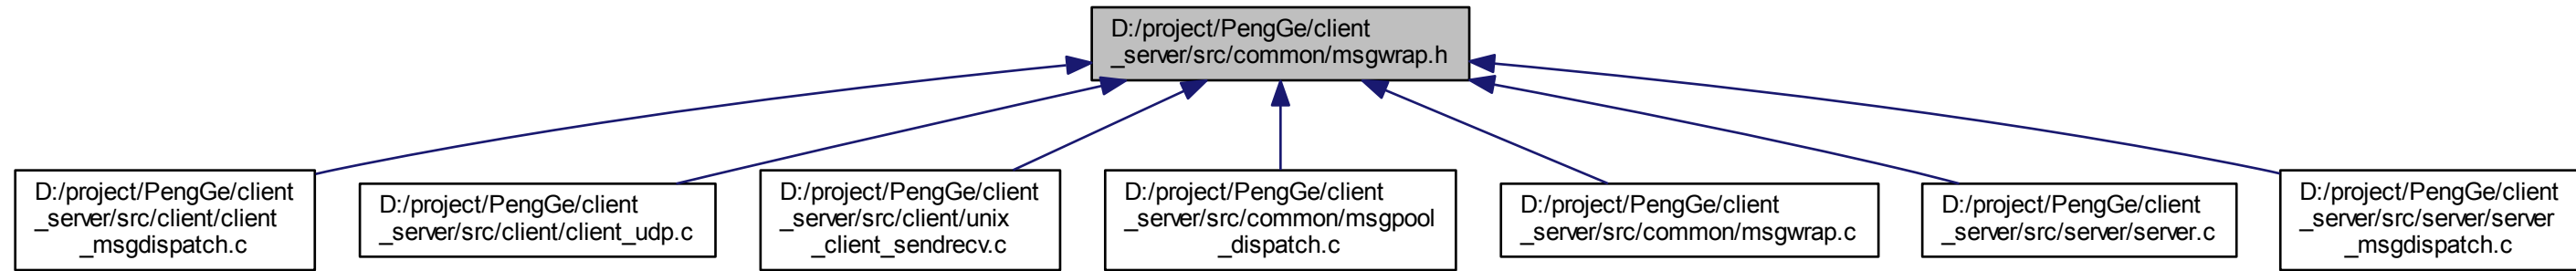 D:/project/PengGe/client
_server/src/common/msgwrap.h
D:/project/PengGe/client
_server/src/client/client
_msgdispatch.c
D:/project/PengGe/client
_server/src/client/client_udp.c
D:/project/PengGe/client
_server/src/client/unix
_client_sendrecv.c
D:/project/PengGe/client
_server/src/common/msgpool
_dispatch.c
D:/project/PengGe/client
_server/src/common/msgwrap.c
D:/project/PengGe/client
_server/src/server/server.c
D:/project/PengGe/client
_server/src/server/server
_msgdispatch.c